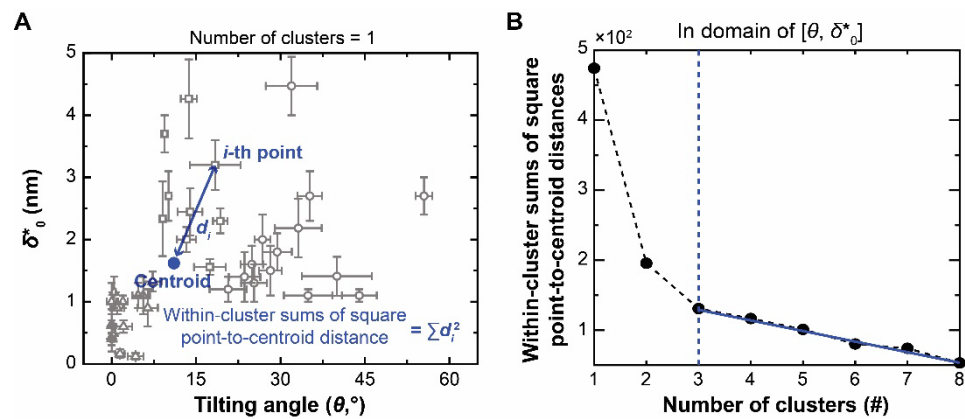 A
Number of clusters = 1
5
4
3
2
1
0
δ*0 (nm)
i-th point
di
Centroid
Within-cluster sums of square
point-to-centroid distance
= ∑di²
0
15
30
45
60
Tilting angle (θ,°)
B
In domain of [θ, δ*0]
5 ×10²
4
3
2
1
Within-cluster sums of square
point-to-centroid distances
1
2
3
4
5
6
7
8
Number of clusters (#)